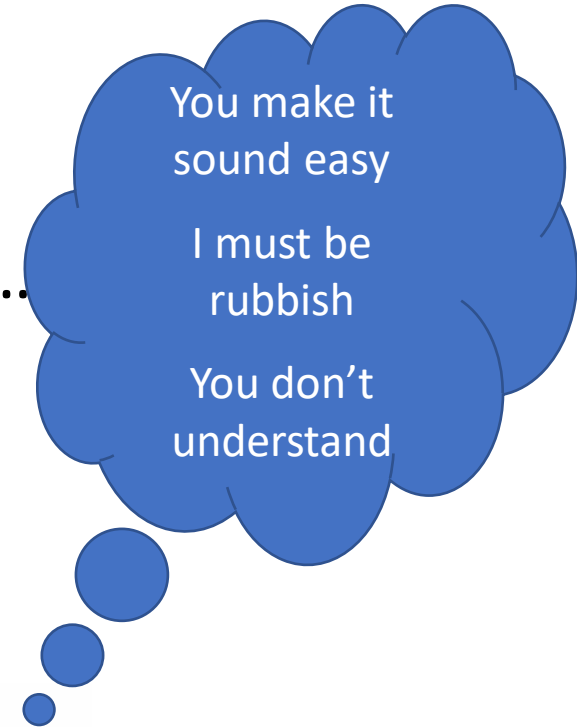 You make it
sound easy
I must be
rubbish
..
You don’t
understand